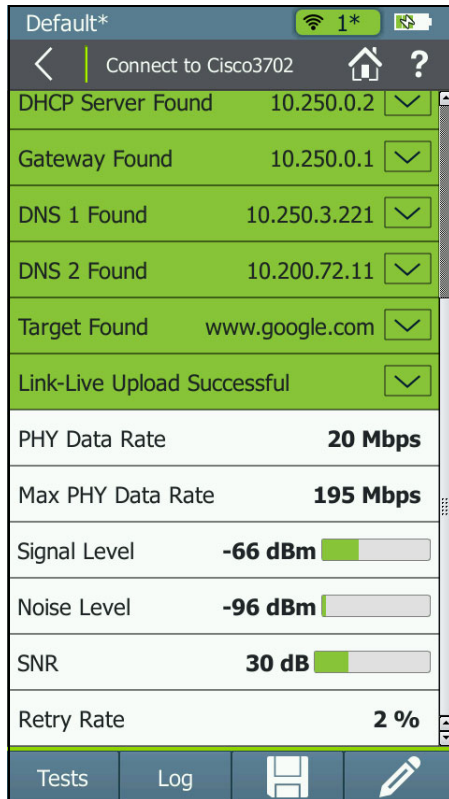 Default* 1*
Connect to Cisco3702 ?
DHCP Server Found 10.250.0.2
Gateway Found 10.250.0.1
DNS 1 Found 10.250.3.221
DNS 2 Found 10.200.72.11
Target Found www.google.com
Link-Live Upload Successful
PHY Data Rate 20 Mbps
Max PHY Data Rate 195 Mbps
Signal Level -66 dBm
Noise Level -96 dBm
SNR 30 dB
Retry Rate 2 %
Tests Log